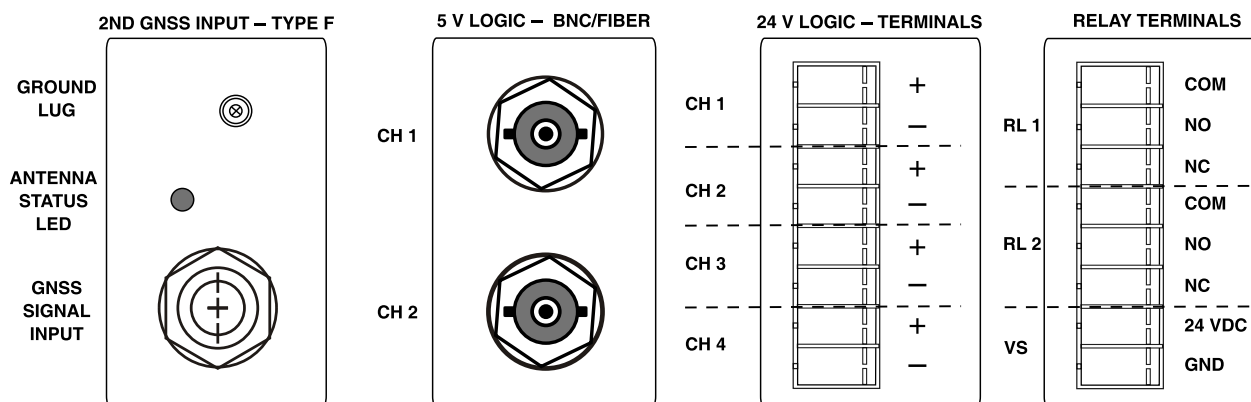 2ND GNSS INPUT – TYPE F
GROUND
LUG
ANTENNA
STATUS
LED
GNSS
SIGNAL
INPUT
5 V LOGIC – BNC/FIBER
CH 1
CH 2
24 V LOGIC – TERMINALS
CH 1
+
–
CH 2
+
–
CH 3
+
–
CH 4
+
–
RELAY TERMINALS
RL 1
COM
NO
NC
RL 2
COM
NO
NC
VS
24 VDC
GND